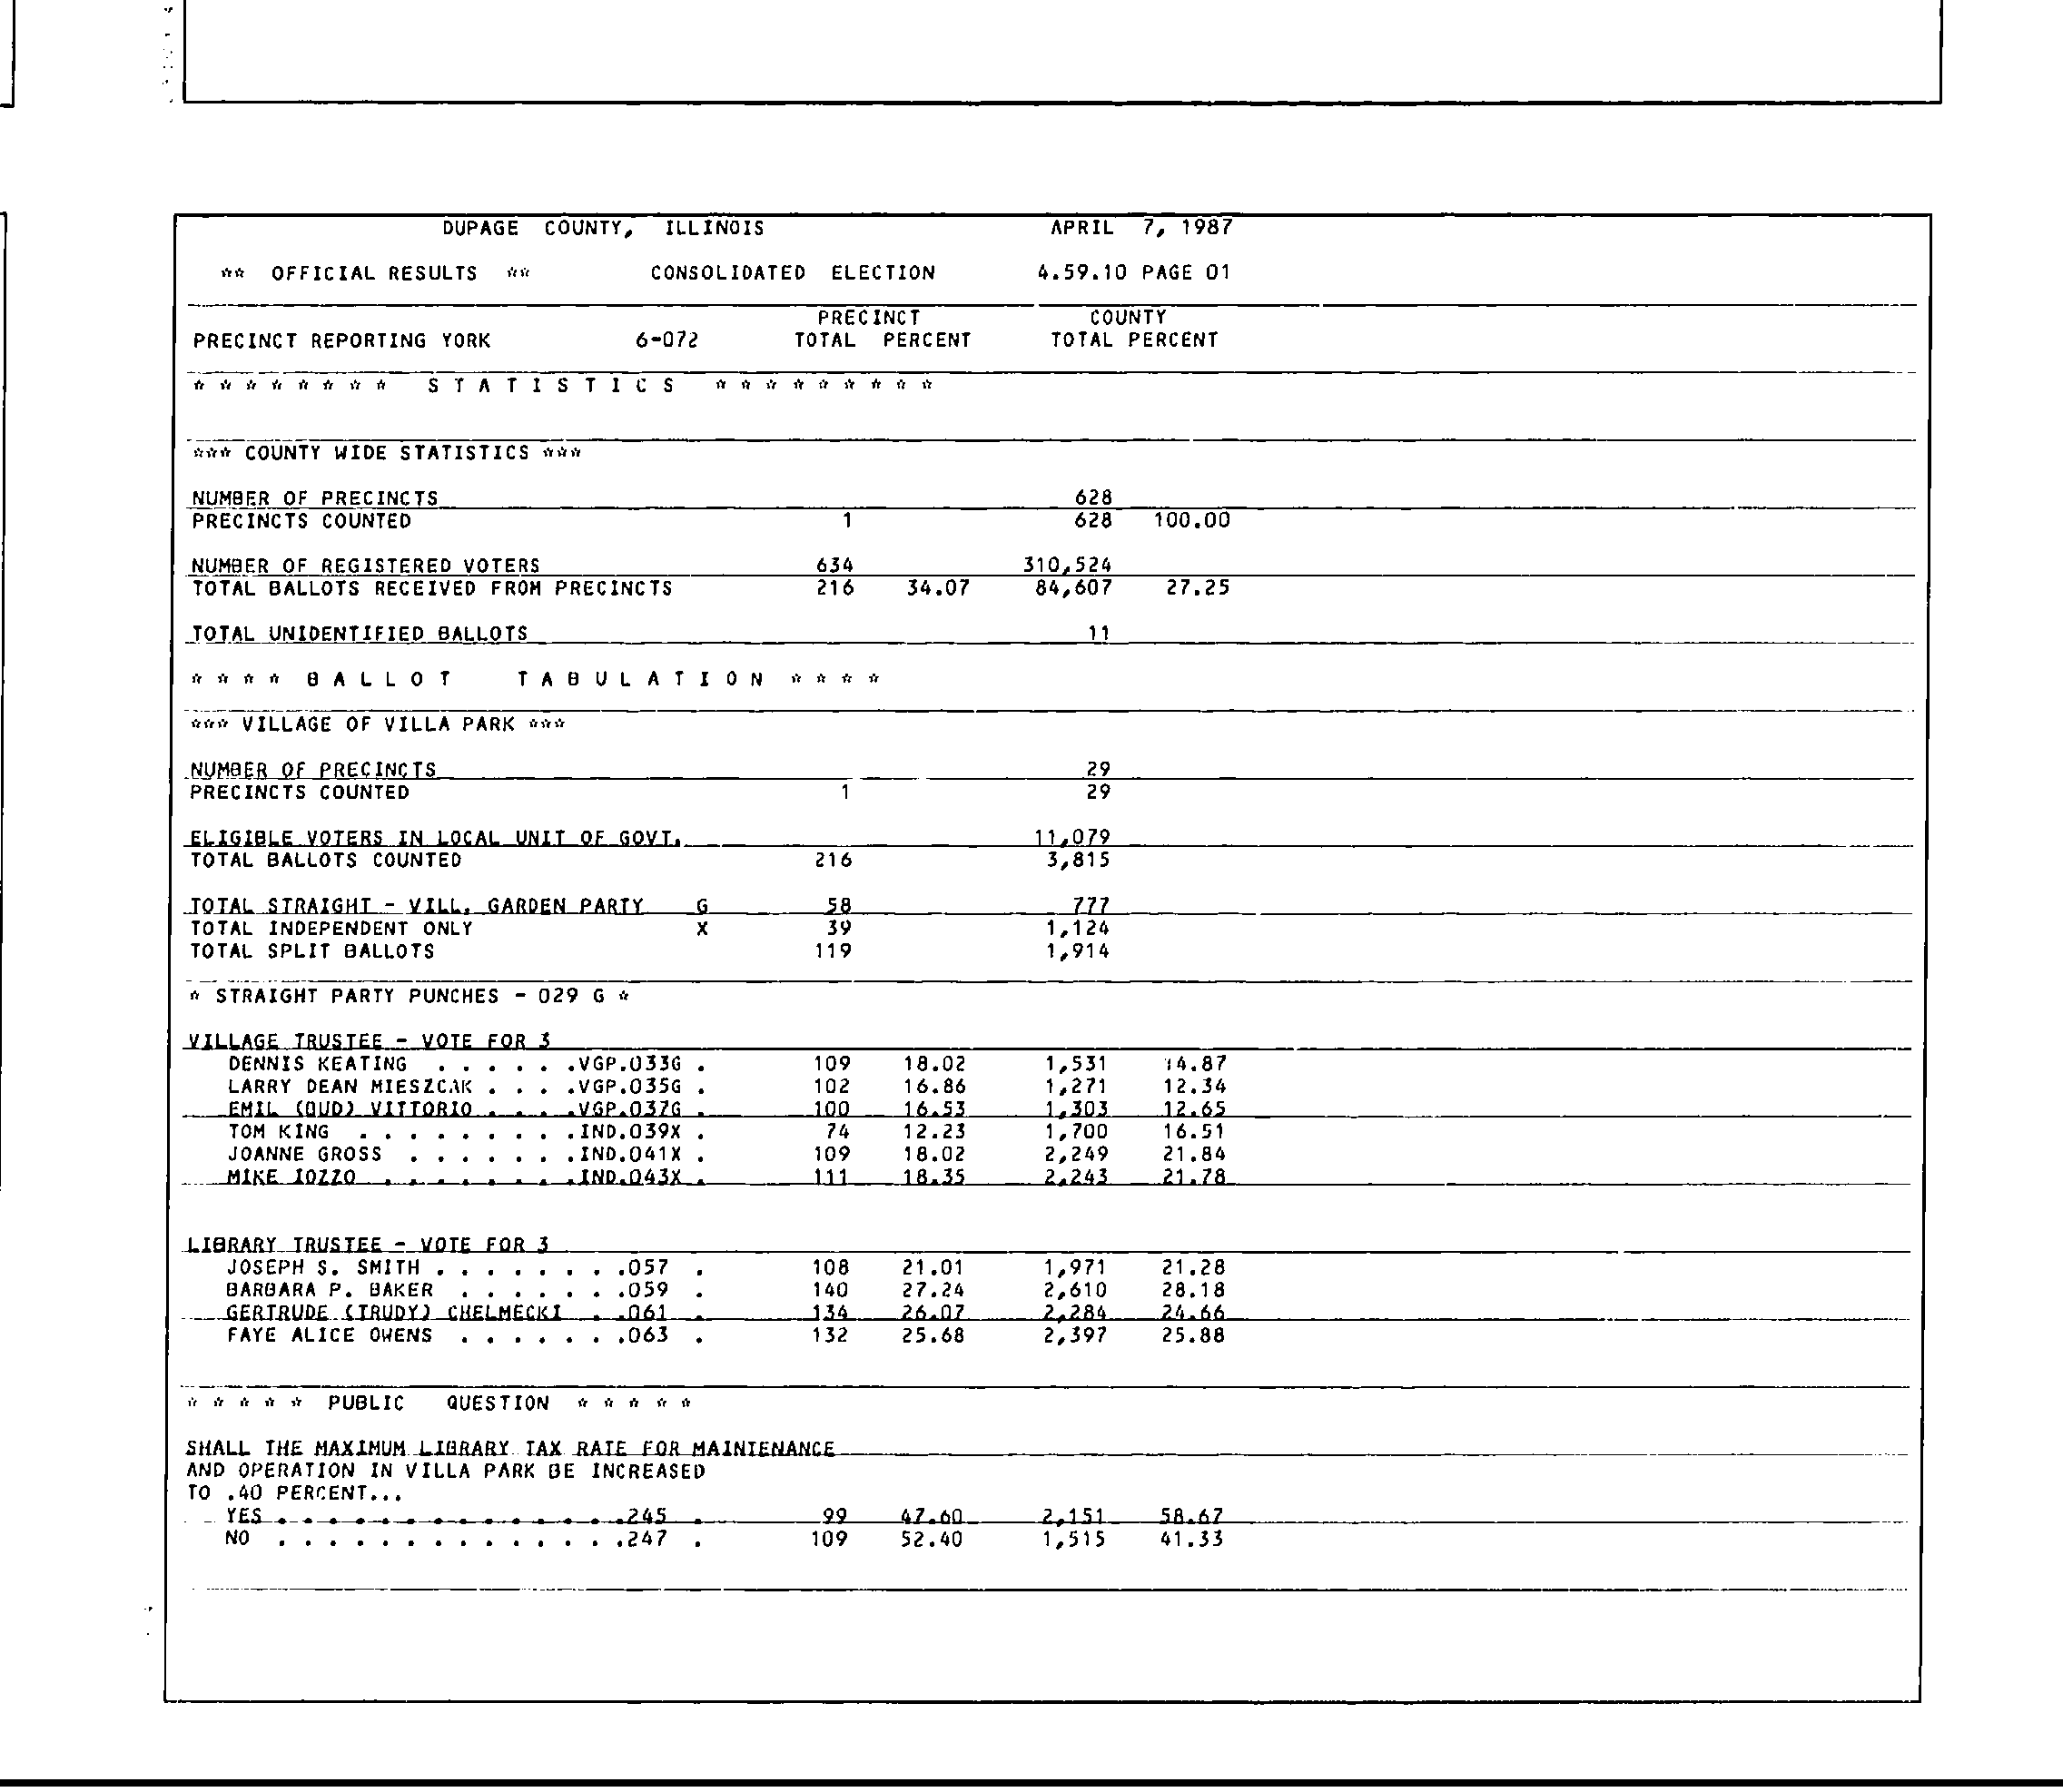 DUPAGE COUNTY, ILLINOIS APRIL 7, 1987
** OFFICIAL RESULTS ** CONSOLIDATED ELECTION 4.59.10 PAGE 01
PRECINCT COUNTY
PRECINCT REPORTING YORK 6-072 TOTAL PERCENT TOTAL PERCENT
* * * * * * * * S T A T I S T I C S * * * * * * * * *
*** COUNTY WIDE STATISTICS ***
NUMBER OF PRECINCTS 628
PRECINCTS COUNTED 1 628 100.00
NUMBER OF REGISTERED VOTERS 634 310,524
TOTAL BALLOTS RECEIVED FROM PRECINCTS 216 34.07 84,607 27.25
TOTAL UNIDENTIFIED BALLOTS 11
* * * * B A L L O T T A B U L A T I O N * * * *
*** VILLAGE OF VILLA PARK ***
NUMBER OF PRECINCTS 29
PRECINCTS COUNTED 1 29
ELIGIBLE VOTERS IN LOCAL UNIT OF GOVT. 11,079
TOTAL BALLOTS COUNTED 216 3,815
TOTAL STRAIGHT - VILL. GARDEN PARTY G 58 777
TOTAL INDEPENDENT ONLY X 39 1,124
TOTAL SPLIT BALLOTS 119 1,914
* STRAIGHT PARTY PUNCHES - 029 G *
VILLAGE TRUSTEE - VOTE FOR 3
DENNIS KEATING . . . . . .VGP.033G . 109 18.02 1,531 14.87
LARRY DEAN MIESZCAK . . . .VGP.035G . 102 16.86 1,271 12.34
EMIL (BUD) VITTORIO . . . .VGP.037G . 100 16.53 1,303 12.65
TOM KING . . . . . . . . .IND.039X . 74 12.23 1,700 16.51
JOANNE GROSS . . . . . . .IND.041X . 109 18.02 2,249 21.84
MIKE IOZZO . . . . . . . .IND.043X . 111 18.35 2,243 21.78
LIBRARY TRUSTEE - VOTE FOR 3
JOSEPH S. SMITH . . . . . . . .057 . 108 21.01 1,971 21.28
BARBARA P. BAKER . . . . . . .059 . 140 27.24 2,610 28.18
GERTRUDE (TRUDY) CHELMECKI . .061 . 134 26.07 2,284 24.66
FAYE ALICE OWENS . . . . . . .063 . 132 25.68 2,397 25.88
* * * * * PUBLIC QUESTION * * * * *
SHALL THE MAXIMUM LIBRARY TAX RATE FOR MAINTENANCE
AND OPERATION IN VILLA PARK BE INCREASED
TO .40 PERCENT...
YES . . . . . . . . . . . . . .245 . 99 47.60 2,151 58.67
NO . . . . . . . . . . . . . .247 . 109 52.40 1,515 41.33